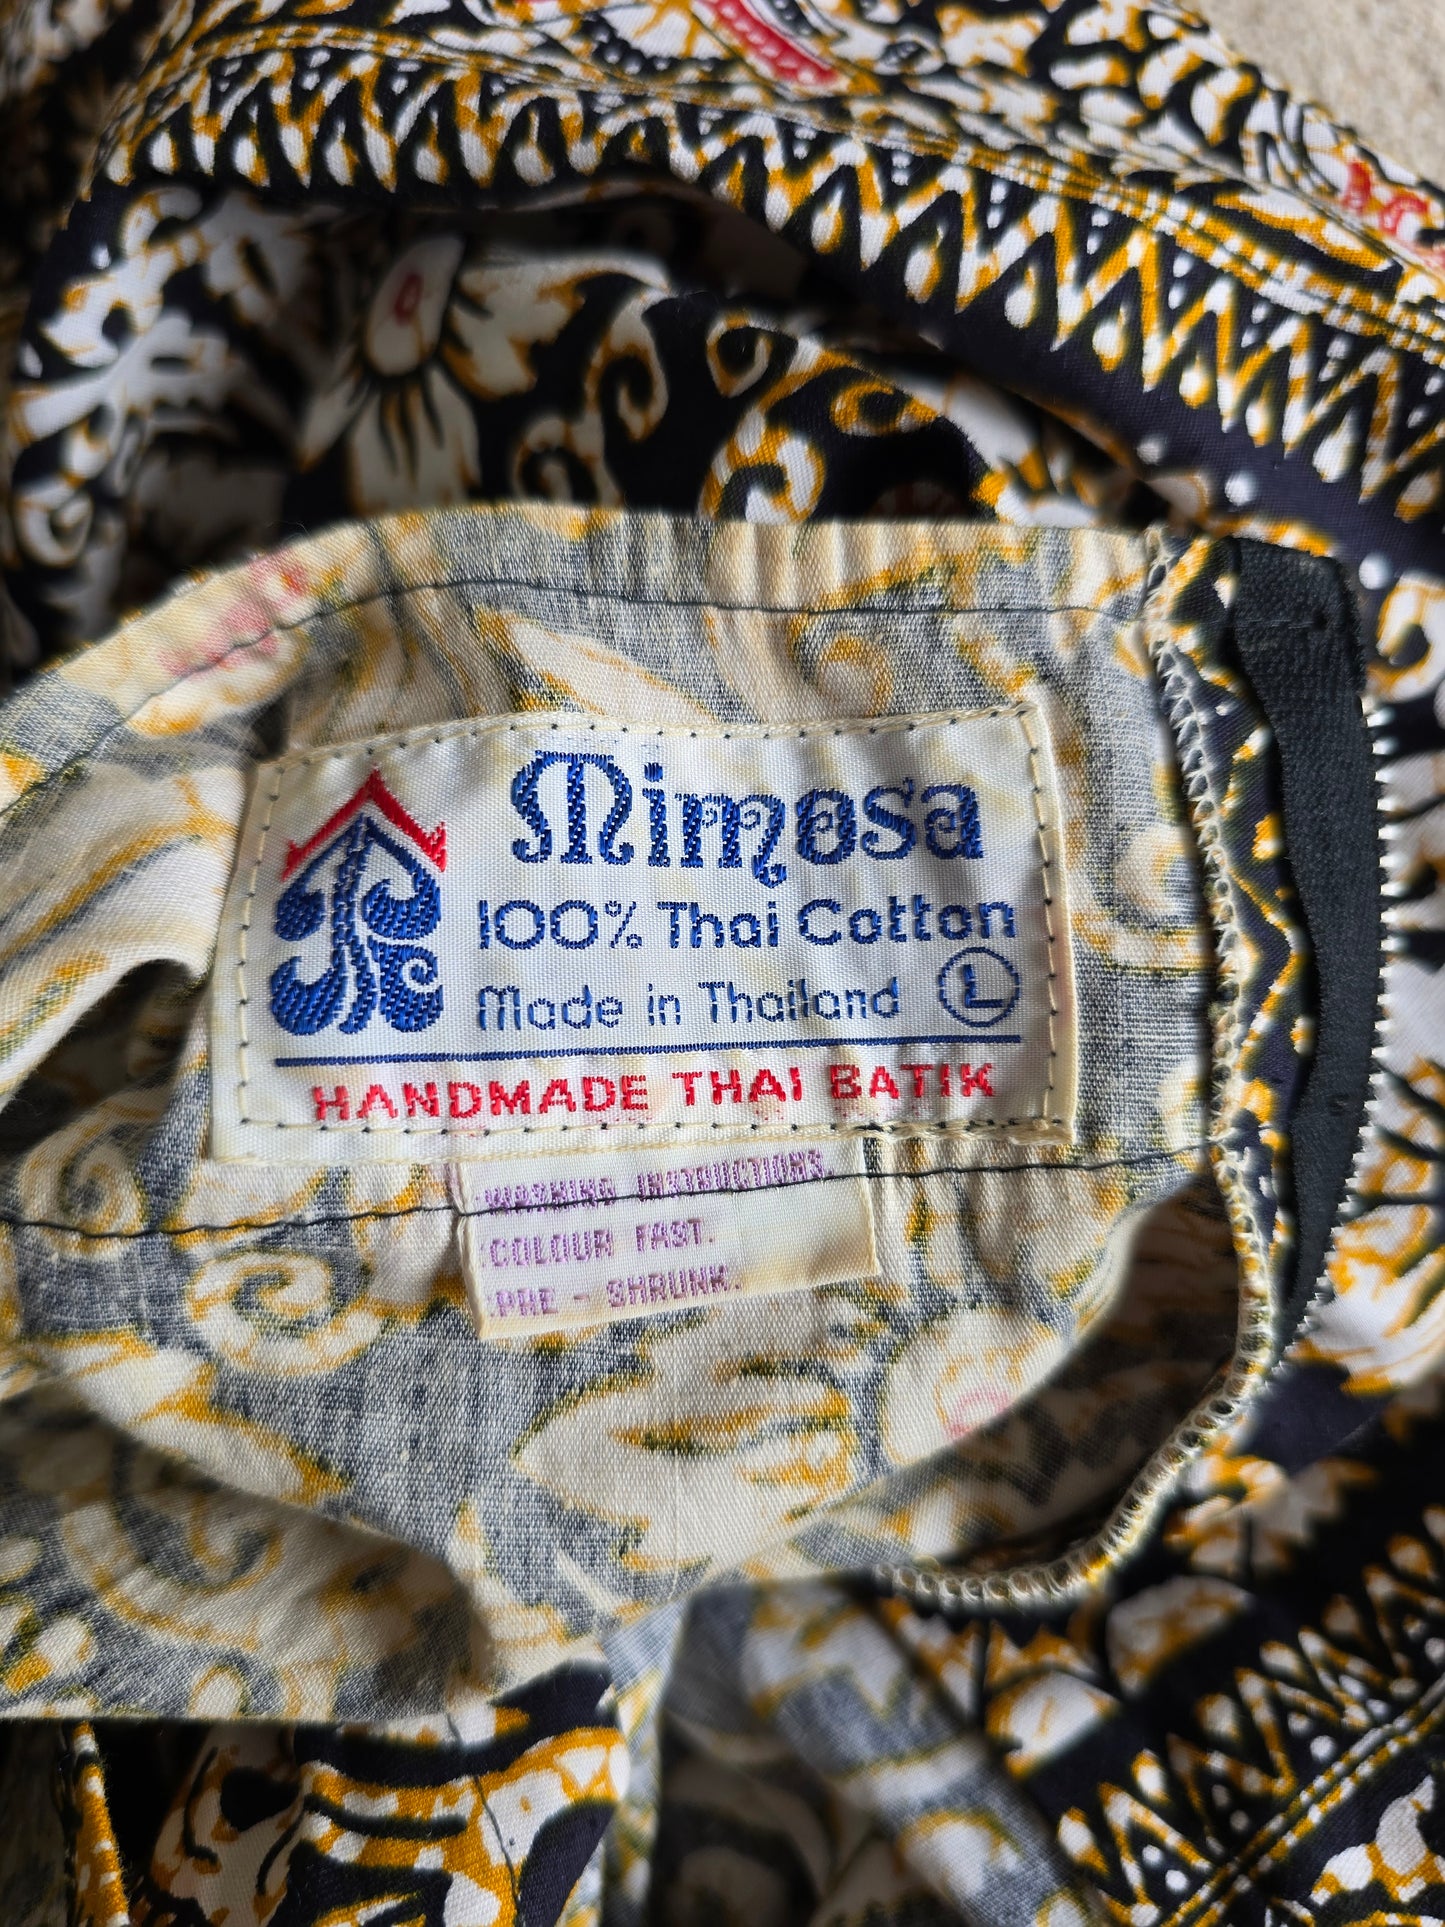 Mimosa
100% Thai Cotton
Made in Thailand L
HANDMADE THAI BATIK
:WASHING INSTRUCTIONS.
:COLOUR FAST.
:PRE - SHRUNK.